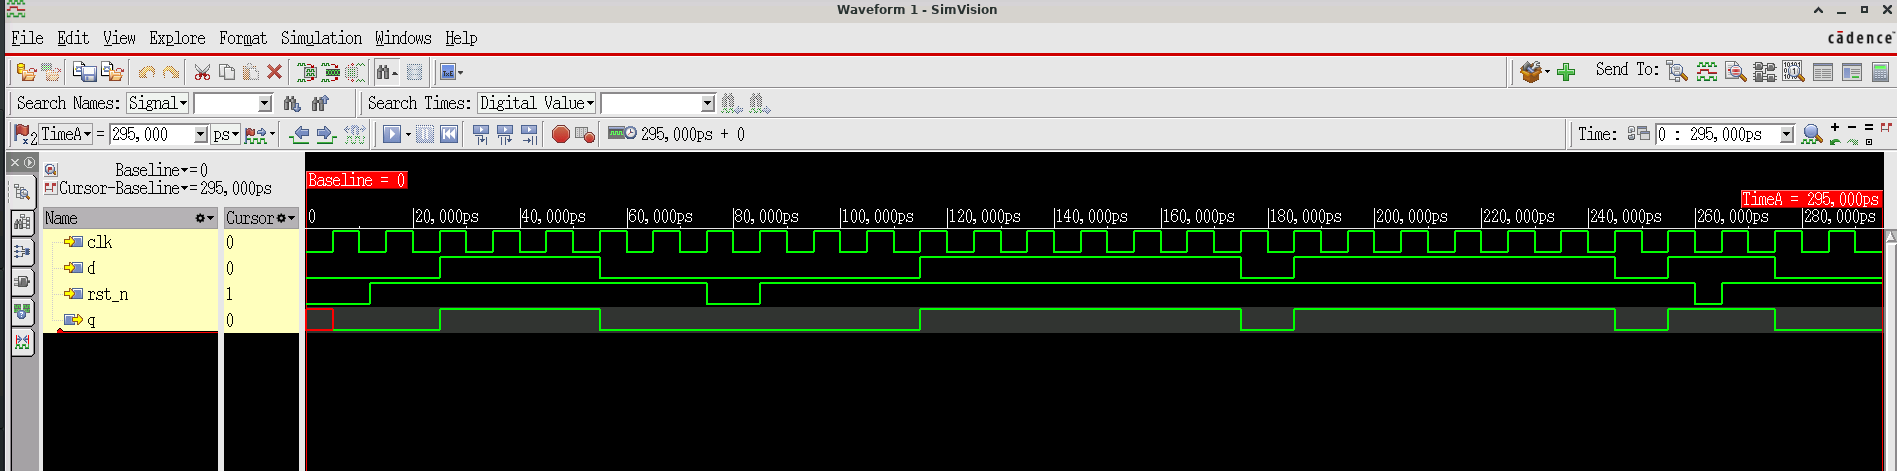 Waveform 1 - SimVision
File Edit View Explore Format Simulation Windows Help
cādence
Send To:
Search Names: Signal Search Times: Digital Value
2 TimeA = 295,000 ps 295,000ps + 0 Time: 0 : 295,000ps
Baseline=0
Cursor-Baseline=295,000ps
Baseline = 0
TimeA = 295,000ps
Name Cursor 0 20,000ps 40,000ps 60,000ps 80,000ps 100,000ps 120,000ps 140,000ps 160,000ps 180,000ps 200,000ps 220,000ps 240,000ps 260,000ps 280,000ps
clk 0
d 0
rst_n 1
q 0